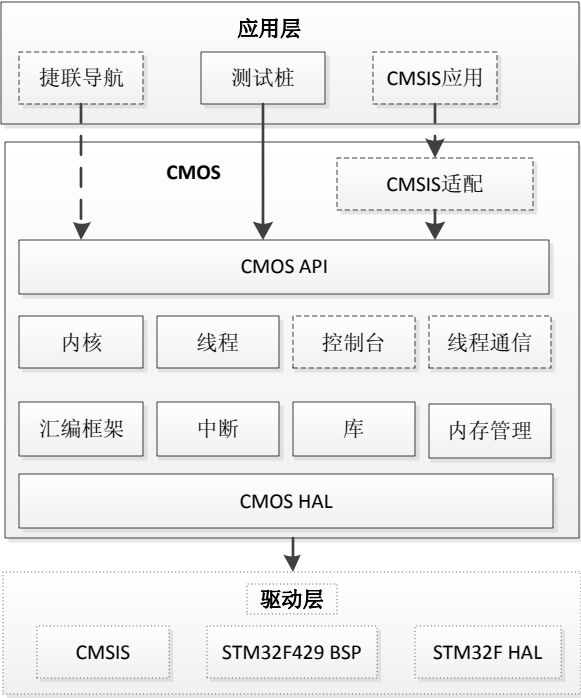 应用层
捷联导航
测试桩
CMSIS应用
CMOS
CMSIS适配
CMOS API
内核
线程
控制台
线程通信
汇编框架
中断
库
内存管理
CMOS HAL
驱动层
CMSIS
STM32F429 BSP
STM32F HAL